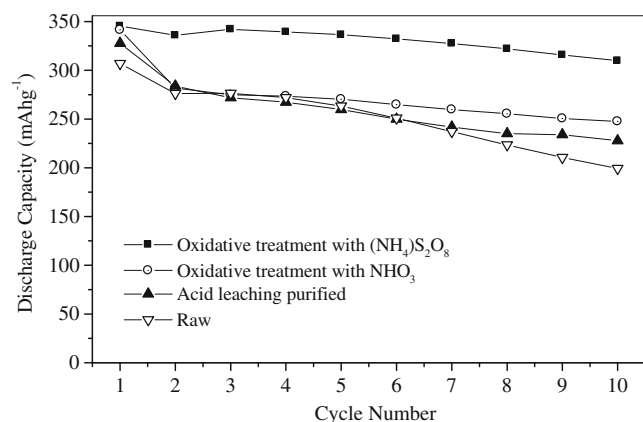 Discharge Capacity (mAhg⁻¹)
350
300
250
200
150
100
50
0
Oxidative treatment with (NH₄)S₂O₈
Oxidative treatment with NHO₃
Acid leaching purified
Raw
1 2 3 4 5 6 7 8 9 10
Cycle Number